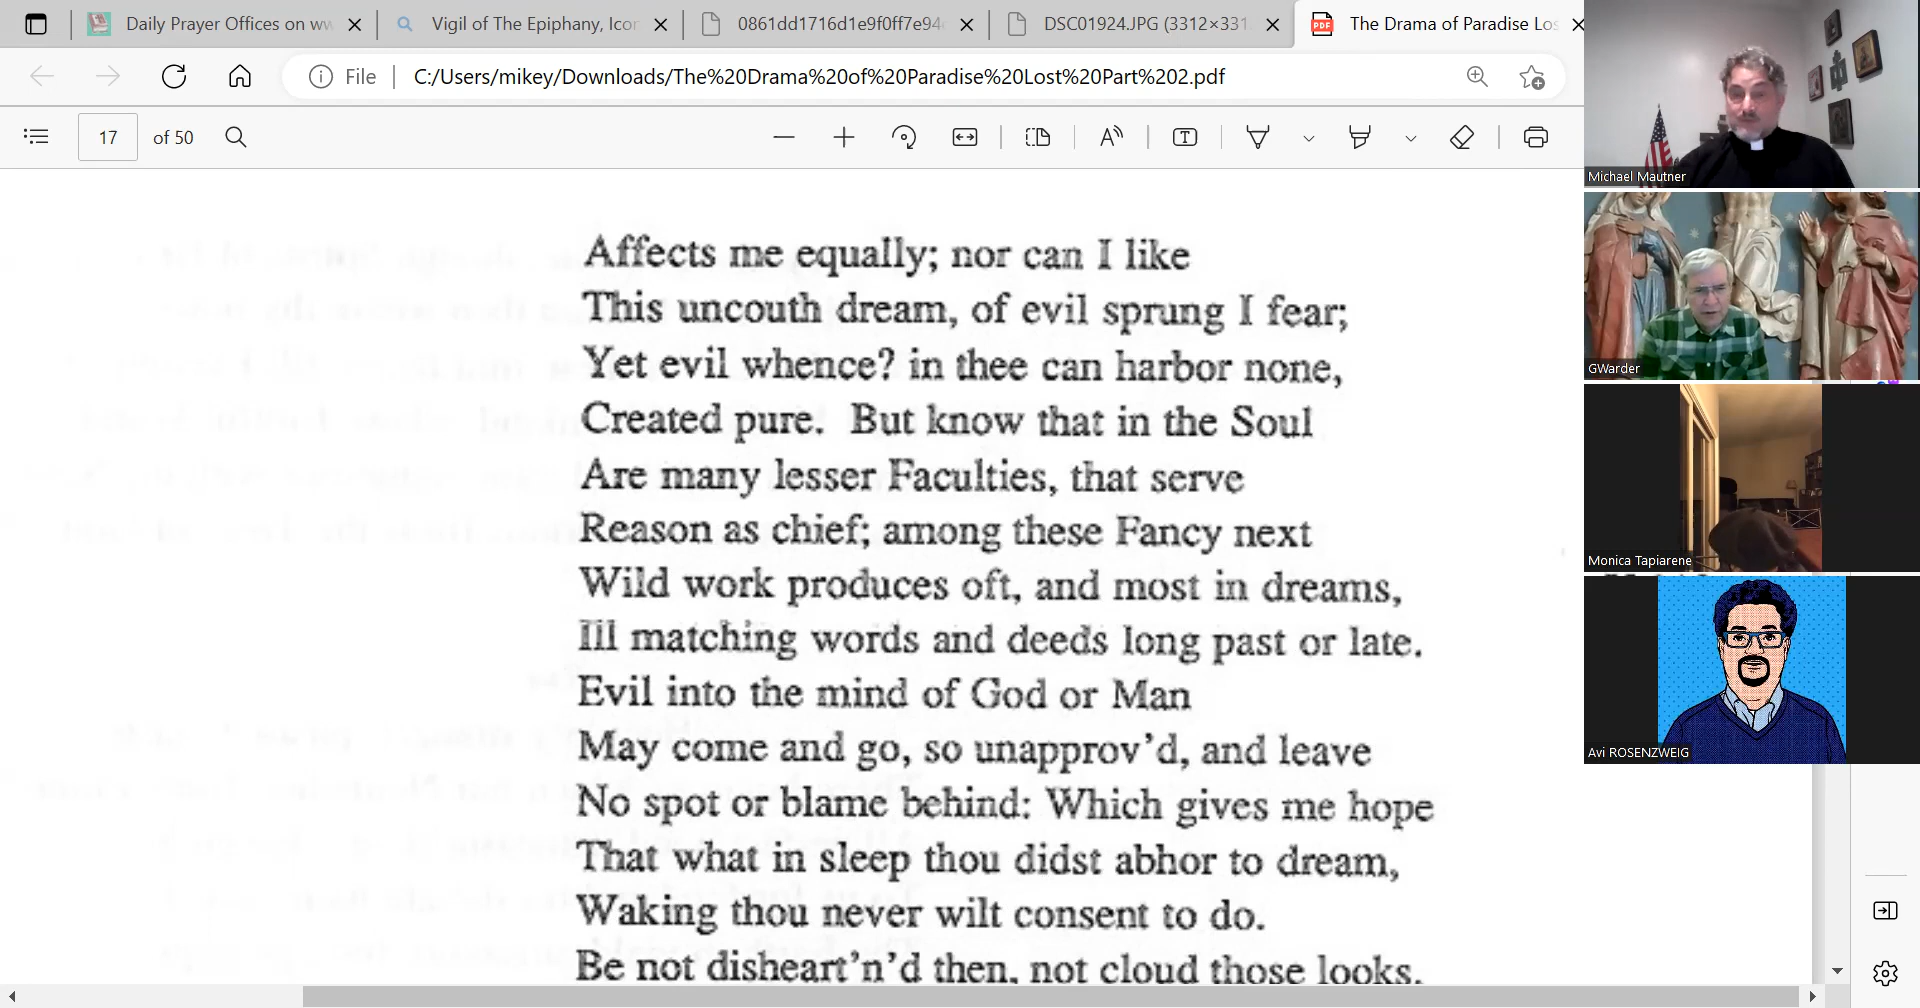 Daily Prayer Offices on ww
Vigil of The Epiphany, Icon
0861dd1716d1e9f0ff7e94
DSC01924.JPG (3312×331
PDF
The Drama of Paradise Los
File
C:/Users/mikey/Downloads/The%20Drama%20of%20Paradise%20Lost%20Part%202.pdf
17
of 50
Affects me equally; nor can I like
This uncouth dream, of evil sprung I fear;
Yet evil whence? in thee can harbor none,
Created pure. But know that in the Soul
Are many lesser Faculties, that serve
Reason as chief; among these Fancy next
Wild work produces oft, and most in dreams,
Ill matching words and deeds long past or late.
Evil into the mind of God or Man
May come and go, so unapprov'd, and leave
No spot or blame behind: Which gives me hope
That what in sleep thou didst abhor to dream,
Waking thou never wilt consent to do.
Be not disheart'n'd then, not cloud those looks,
Michael Mautner
GWarder
Monica Tapiarene
Avi ROSENZWEIG